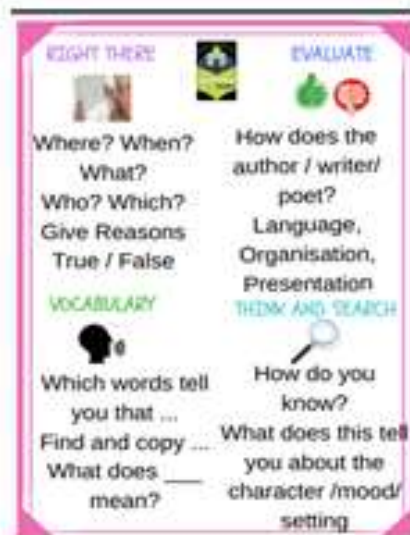 RIGHT THERE
Where? When?
What?
Who? Which?
Give Reasons
True / False
EVALUATE
How does the
author / writer/
poet?
Language,
Organisation,
Presentation
VOCABULARY
Which words tell
you that ...
Find and copy ...
What does ___
mean?
THINK AND SEARCH
How do you
know?
What does this tell
you about the
character /mood/
setting